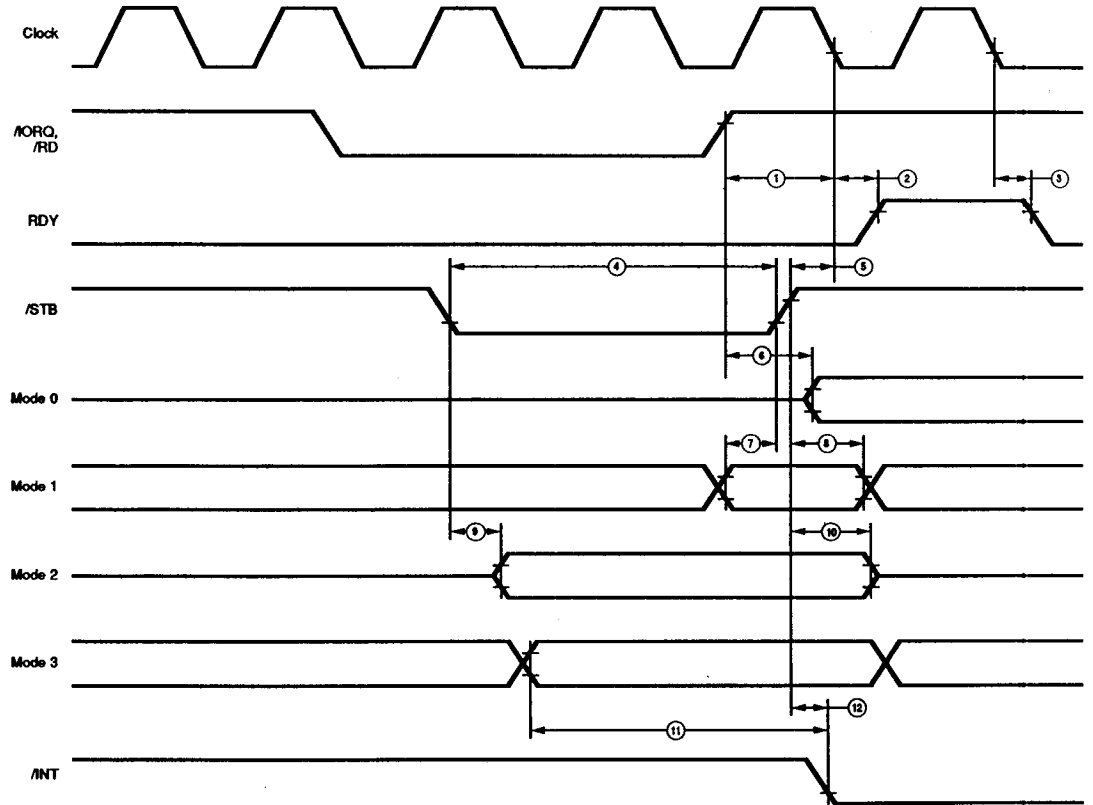 Clock
/IORQ,
/RD
1
2
3
RDY
4
5
/STB
6
Mode 0
7
8
Mode 1
9
10
Mode 2
Mode 3
12
11
/INT